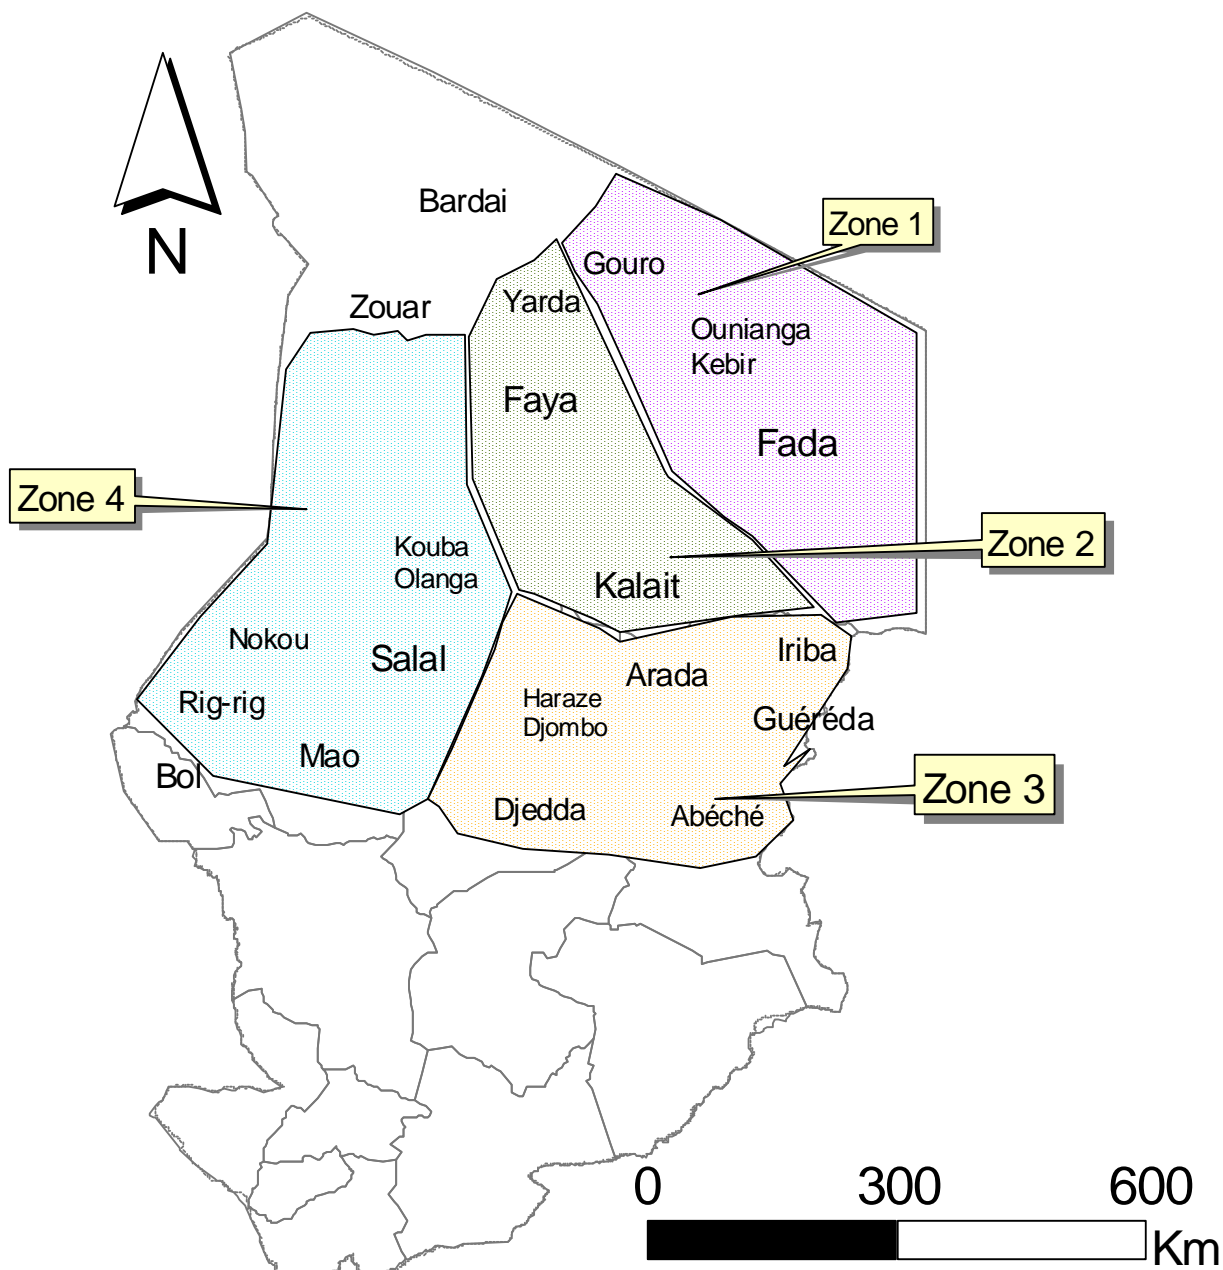 Bardai
Zone 1
N
Gouro
Yarda
Zouar
Ounianga
Kebir
Faya
Fada
Zone 4
Kouba
Olanga
Zone 2
Kalait
Nokou
Salal
Iriba
Arada
Rig-rig
Haraze
Djombo
Guéréda
Mao
Bol
Zone 3
Djedda
Abéché
0 300 600
Km